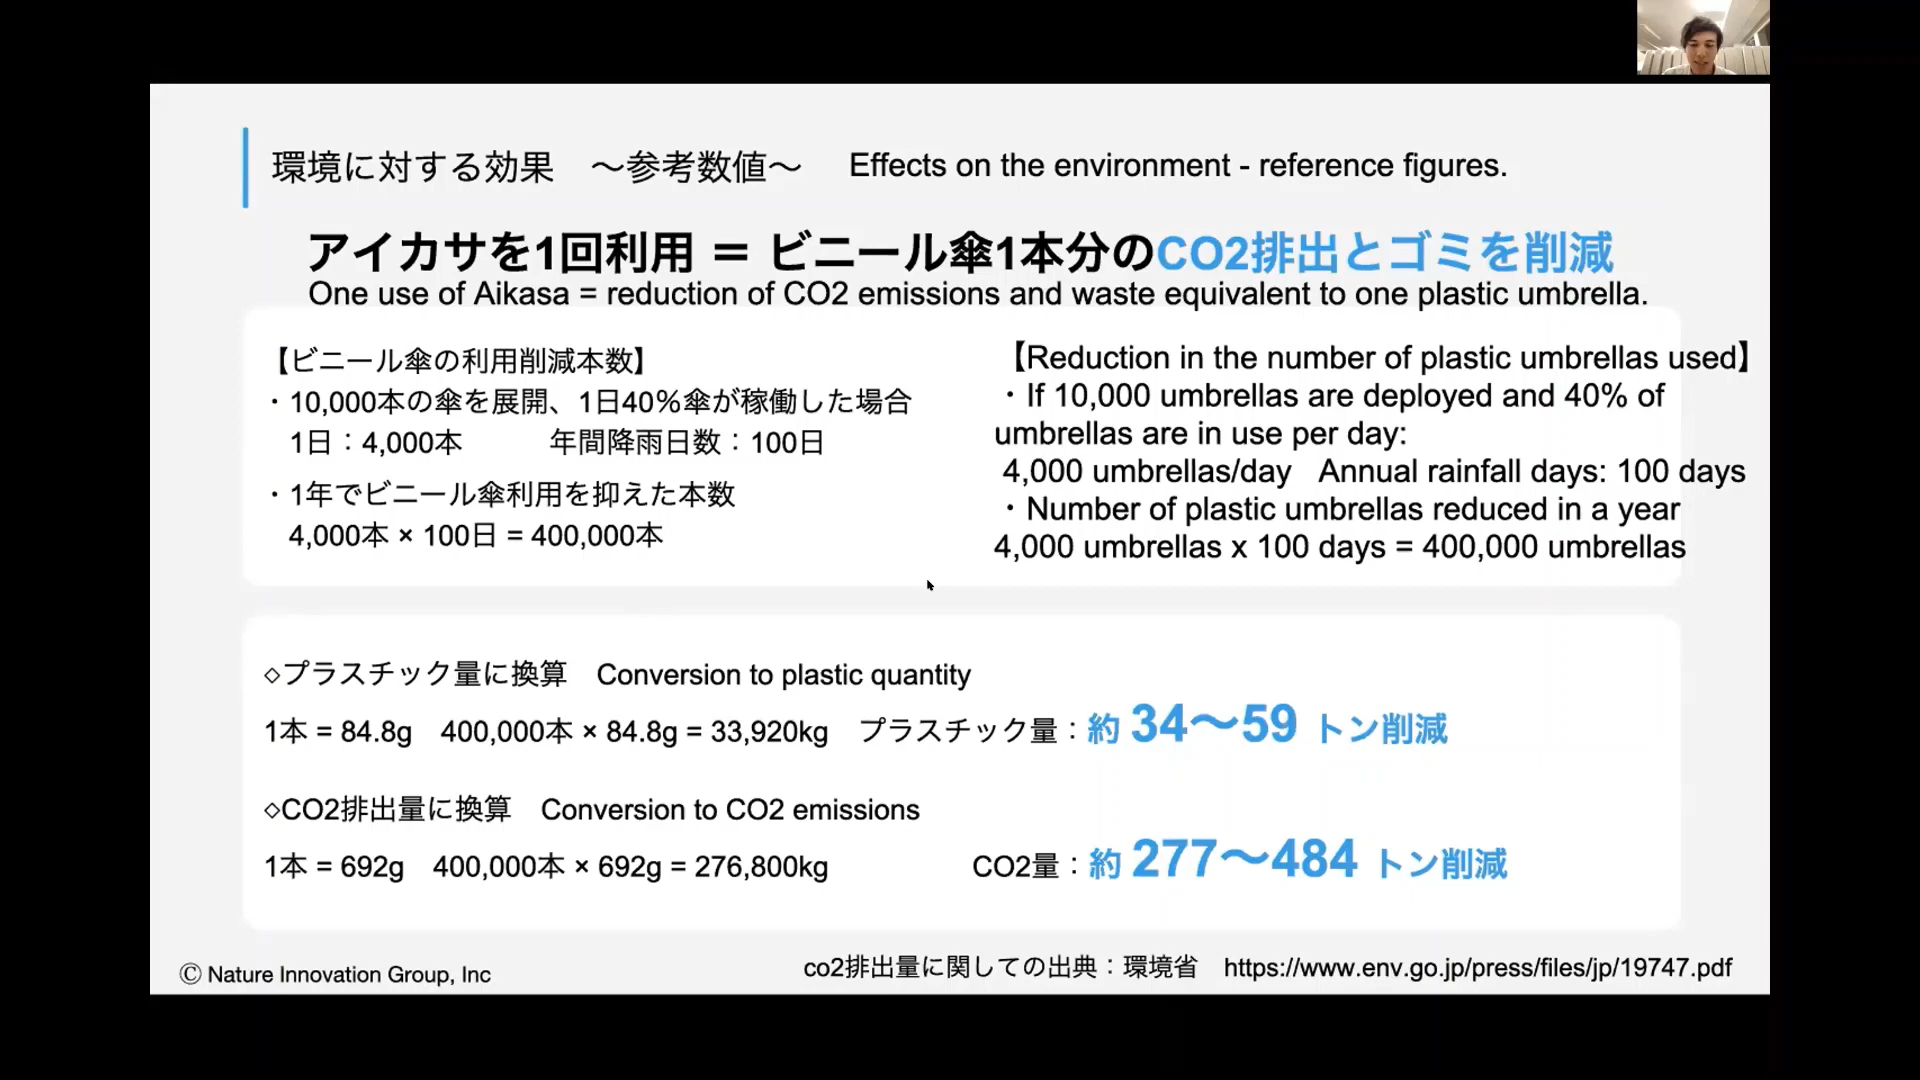 環境に対する効果　～参考数値～　Effects on the environment - reference figures.
アイカサを1回利用 ＝ ビニール傘1本分のCO2排出とゴミを削減
One use of Aikasa = reduction of CO2 emissions and waste equivalent to one plastic umbrella.
【ビニール傘の利用削減本数】
・10,000本の傘を展開、1日40%傘が稼働した場合
1日：4,000本　　　年間降雨日数：100日
・1年でビニール傘利用を抑えた本数
4,000本 × 100日 = 400,000本
【Reduction in the number of plastic umbrellas used】
・If 10,000 umbrellas are deployed and 40% of
umbrellas are in use per day:
4,000 umbrellas/day　Annual rainfall days: 100 days
・Number of plastic umbrellas reduced in a year
4,000 umbrellas x 100 days = 400,000 umbrellas
◇プラスチック量に換算　Conversion to plastic quantity
1本 = 84.8g　400,000本 × 84.8g = 33,920kg　プラスチック量：約 34～59 トン削減
◇CO2排出量に換算　Conversion to CO2 emissions
1本 = 692g　400,000本 × 692g = 276,800kg　CO2量：約 277～484 トン削減
Ⓒ Nature Innovation Group, Inc
co2排出量に関しての出典：環境省　https://www.env.go.jp/press/files/jp/19747.pdf